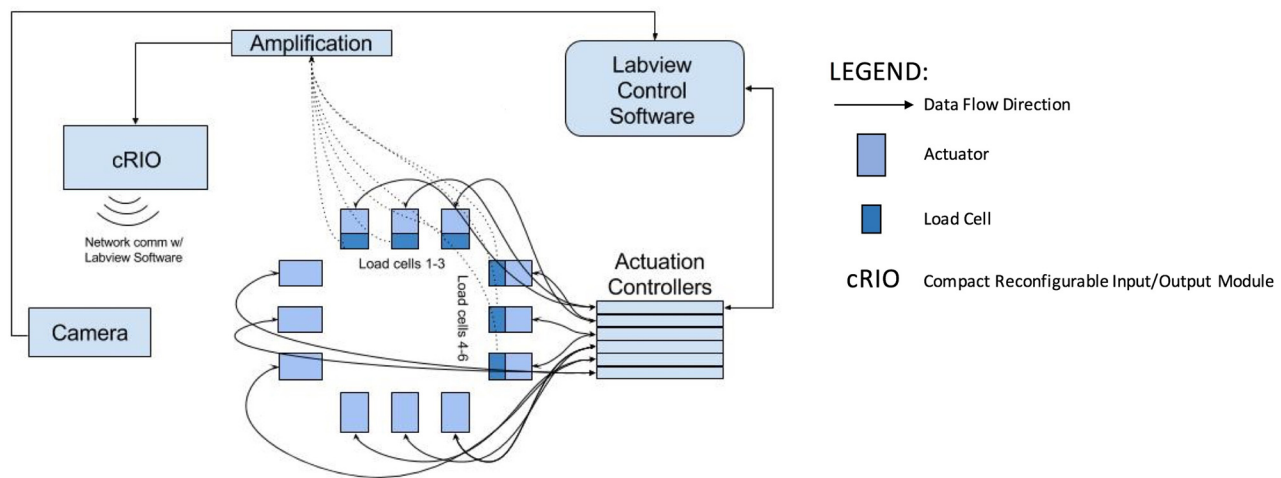 Amplification
Labview
Control
Software
LEGEND:
Data Flow Direction
Actuator
Load Cell
cRIO Compact Reconfigurable Input/Output Module
cRIO
Network comm w/
Labview Software
Load cells 1-3
Load cells 4-6
Actuation
Controllers
Camera